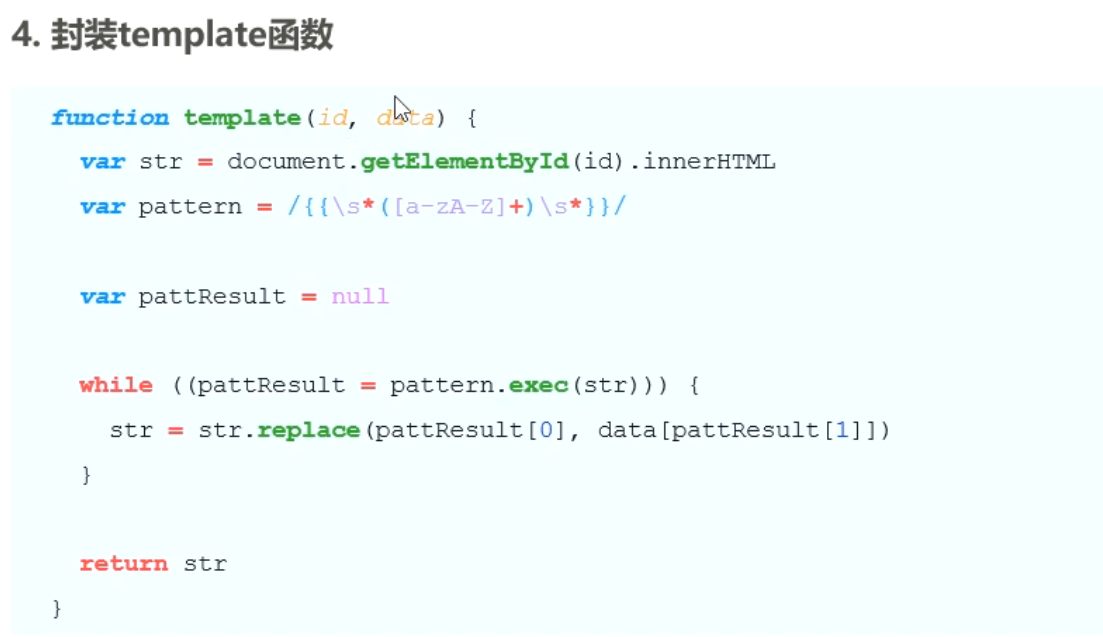 4. 封装template函数
function template(id, data) {
var str = document.getElementById(id).innerHTML
var pattern = /{{\s*([a-zA-Z]+)\s*}}/
var pattResult = null
while ((pattResult = pattern.exec(str))) {
str = str.replace(pattResult[0], data[pattResult[1]])
}
return str
}